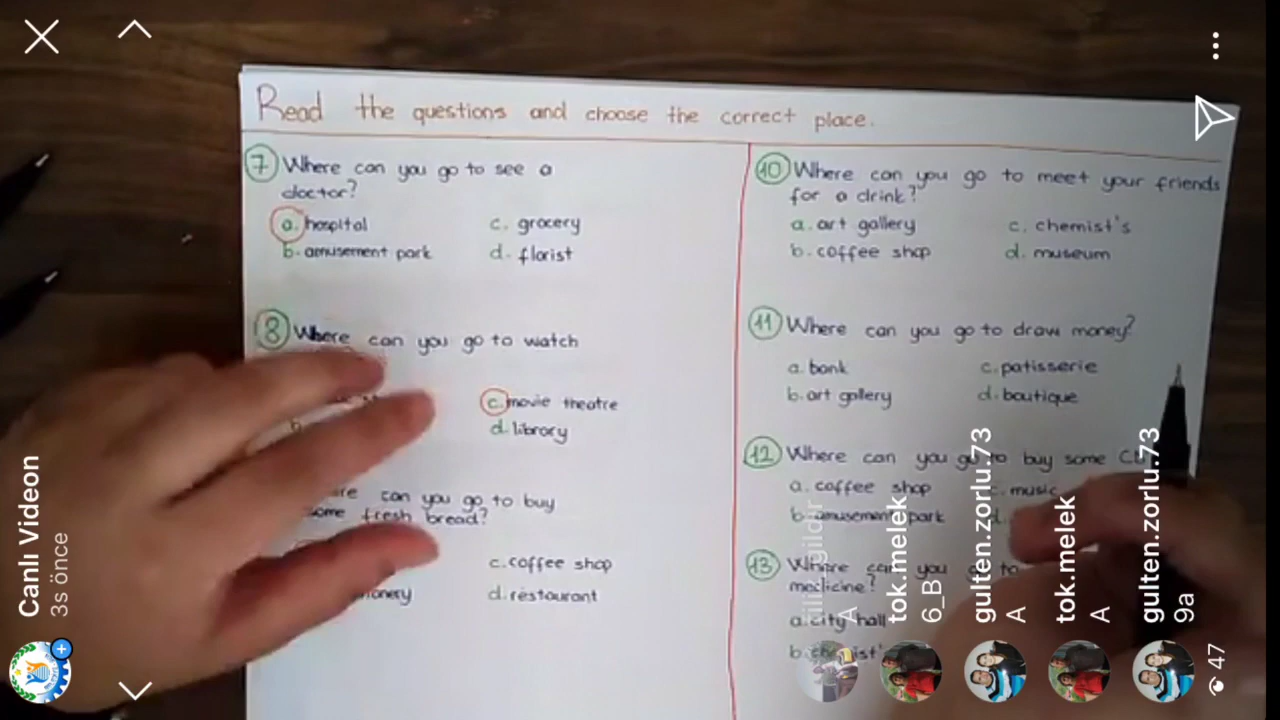 Read the questions and choose the correct place.
7 Where can you go to see a
doctor?
a. hospital
c. grocery
b. amusement park
d. florist
8 Where can you go to watch
c. movie theatre
d. library
can you go to buy
some fresh bread?
c. coffee shop
d. restaurant
10 Where can you go to meet your friends
for a drink?
a. art gallery
c. chemist's
b. coffee shop
d. museum
11 Where can you go to draw money?
a. bank
c. patisserie
b. art gallery
d. boutique
12 Where can you go to buy some
a. coffee shop
c. music
b. amusement park
d.
13 Where can you to
medicine?
a. city hall
b.
Canlı Videon
3s önce
A
tok.melek
6_B
gulten.zorlu.73
A
tok.melek
A
gulten.zorlu.73
9a
47